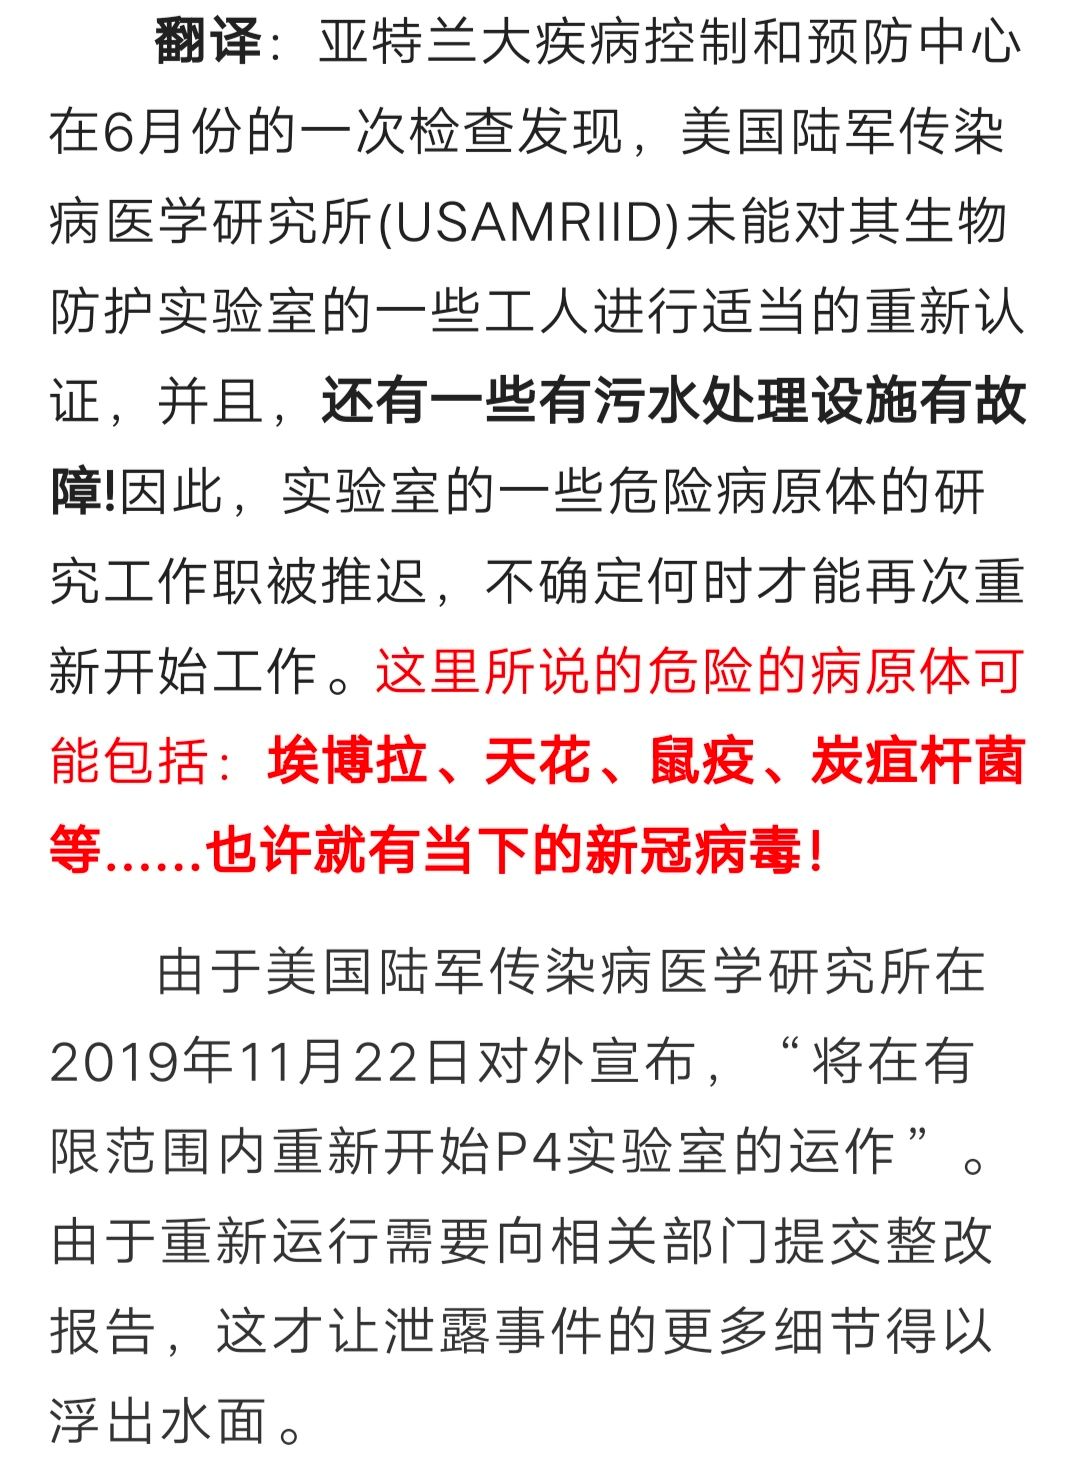 翻译：亚特兰大疾病控制和预防中心
在6月份的一次检查发现，美国陆军传染
病医学研究所(USAMRIID)未能对其生物
防护实验室的一些工人进行适当的重新认
证，并且，还有一些有污水处理设施有故
障!因此，实验室的一些危险病原体的研
究工作职被推迟，不确定何时才能再次重
新开始工作。这里所说的危险的病原体可
能包括：埃博拉、天花、鼠疫、炭疽杆菌
等......也许就有当下的新冠病毒！
由于美国陆军传染病医学研究所在
2019年11月22日对外宣布，“将在有
限范围内重新开始P4实验室的运作”。
由于重新运行需要向相关部门提交整改
报告，这才让泄露事件的更多细节得以
浮出水面。